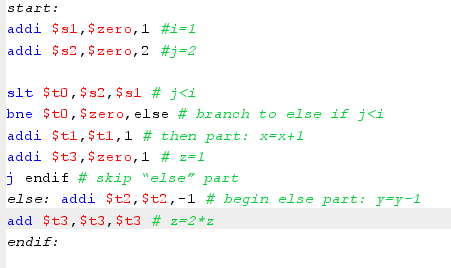 start:
addi $s1,$zero,1 #i=1
addi $s2,$zero,2 #j=2
slt $t0,$s2,$s1 # j<i
bne $t0,$zero,else # branch to else if j<i
addi $t1,$t1,1 # then part: x=x+1
addi $t3,$zero,1 # z=1
j endif # skip “else” part
else: addi $t2,$t2,-1 # begin else part: y=y-1
add $t3,$t3,$t3 # z=2*z
endif: